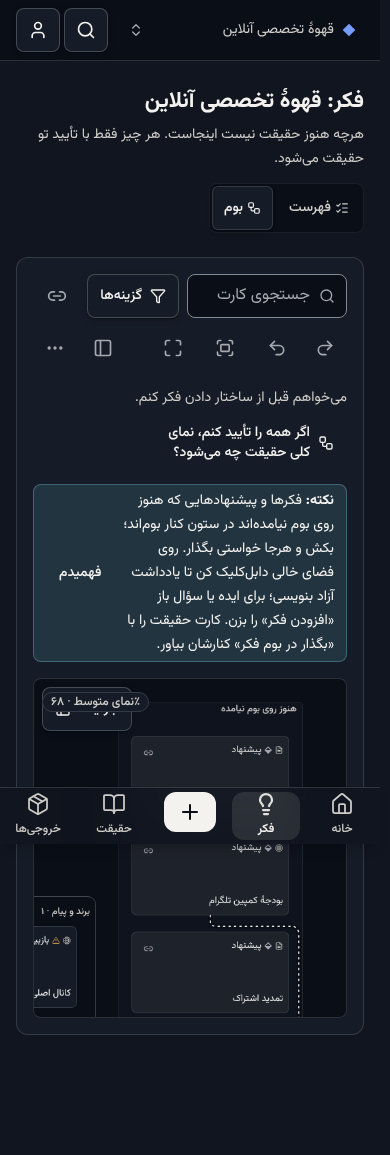 قهوهٔ تخصصی آنلاین
فکر: قهوهٔ تخصصی آنلاین
هرچه هنوز حقیقت نیست اینجاست. هر چیز فقط با تأیید تو
حقیقت می‌شود.
فهرست
بوم
جستجوی کارت
گزینه‌ها
می‌خواهم قبل از ساختار دادن فکر کنم.
اگر همه را تأیید کنم، نمای
کلی حقیقت چه می‌شود؟
نکته: فکرها و پیشنهادهایی که هنوز
روی بوم نیامده‌اند در ستون کنار بوم‌اند؛
بکش و هرجا خواستی بگذار. روی
فضای خالی دابل‌کلیک کن تا یادداشت
آزاد بنویسی؛ برای ایده یا سؤال باز
«افزودن فکر» را بزن. کارت حقیقت را با
«بگذار در بوم فکر» کنارشان بیاور.
فهمیدم
نمای متوسط · ۶۸٪
هنوز روی بوم نیامده
پیشنهاد
خانه
فکر
حقیقت
خروجی‌ها
پیشنهاد
بودجهٔ کمپین تلگرام
برند و پیام · ۱
پیشنهاد
کانال اصلی
تمدید اشتراک